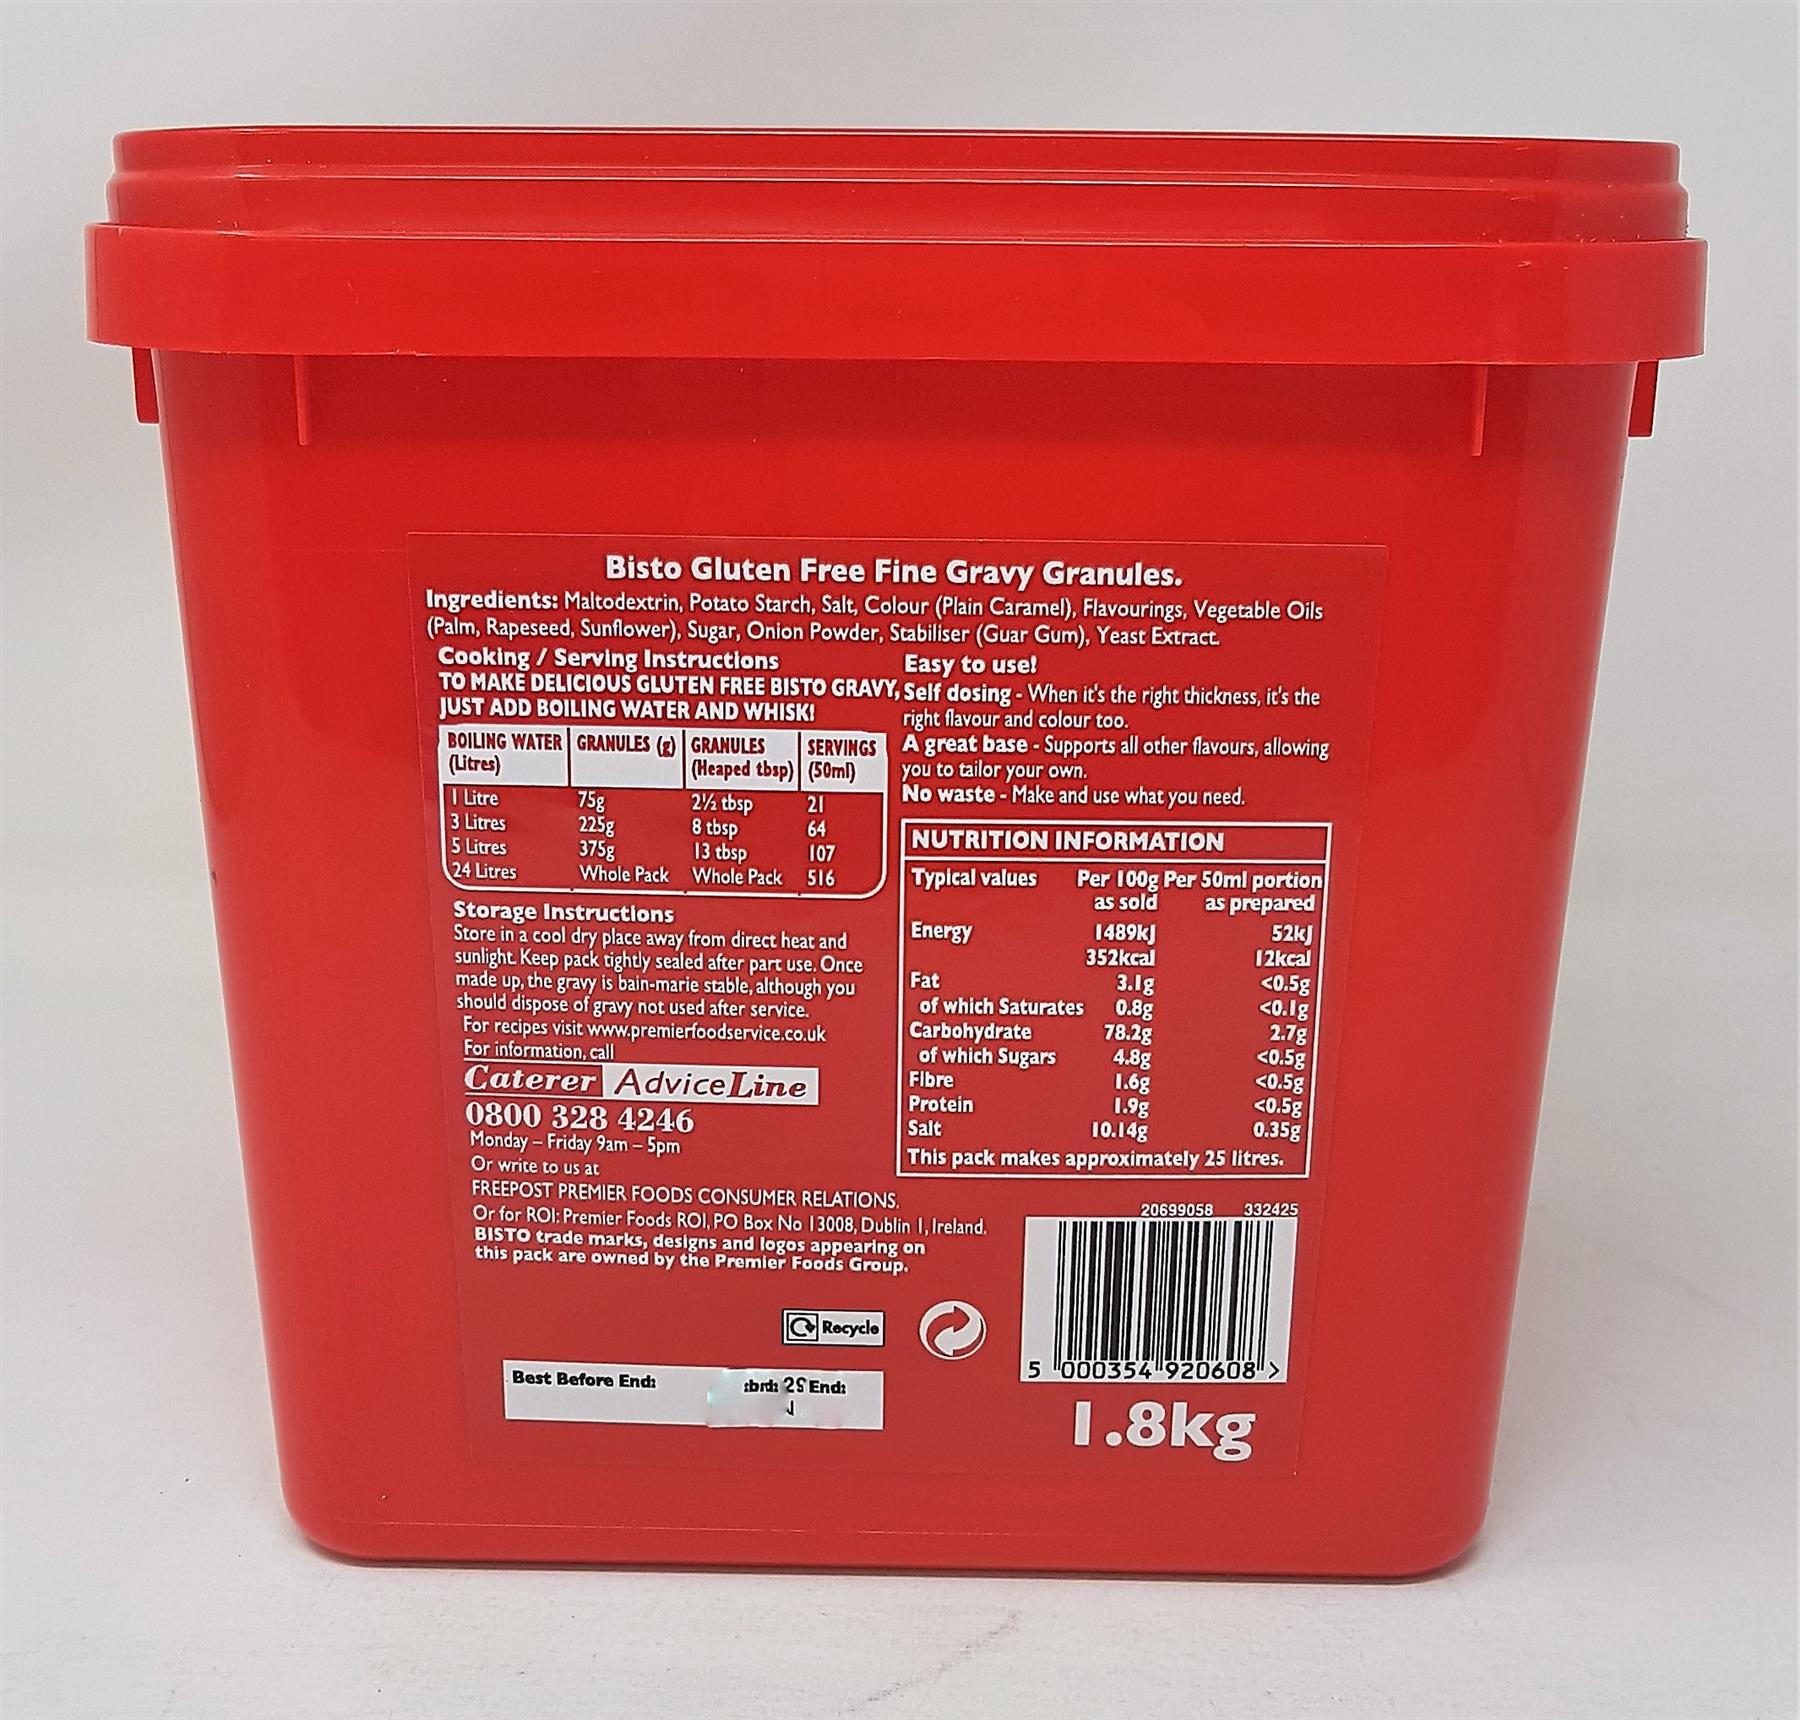 Bisto Gluten Free Fine Gravy Granules.
Ingredients: Maltodextrin, Potato Starch, Salt, Colour (Plain Caramel), Flavourings, Vegetable Oils
(Palm, Rapeseed, Sunflower), Sugar, Onion Powder, Stabiliser (Guar Gum), Yeast Extract.
Cooking / Serving Instructions
TO MAKE DELICIOUS GLUTEN FREE BISTO GRAVY,
JUST ADD BOILING WATER AND WHISK!
BOILING WATER GRANULES (g) GRANULES SERVINGS
(Litres) (Heaped tbsp) (50ml)
1 Litre 75g 2½ tbsp 21
3 Litres 225g 8 tbsp 64
5 Litres 375g 13 tbsp 107
24 Litres Whole Pack Whole Pack 516
Storage Instructions
Store in a cool dry place away from direct heat and
sunlight. Keep pack tightly sealed after part use. Once
made up, the gravy is bain-marie stable, although you
should dispose of gravy not used after service.
For recipes visit www.premierfoodservice.co.uk
For information, call
Caterer AdviceLine
0800 328 4246
Monday – Friday 9am – 5pm
Or write to us at
FREEPOST PREMIER FOODS CONSUMER RELATIONS.
Or for ROI: Premier Foods ROI, PO Box No 13008, Dublin 1, Ireland.
BISTO trade marks, designs and logos appearing on
this pack are owned by the Premier Foods Group.
Easy to use!
Self dosing - When it's the right thickness, it's the
right flavour and colour too.
A great base - Supports all other flavours, allowing
you to tailor your own.
No waste - Make and use what you need.
NUTRITION INFORMATION
Typical values Per 100g Per 50ml portion
as sold as prepared
Energy 1489kJ 52kJ
352kcal 12kcal
Fat 3.1g <0.5g
of which Saturates 0.8g <0.1g
Carbohydrate 78.2g 2.7g
of which Sugars 4.8g <0.5g
Fibre 1.6g <0.5g
Protein 1.9g <0.5g
Salt 10.14g 0.35g
This pack makes approximately 25 litres.
20699058 332425
5 000354 920608 >
Recycle
Best Before End:
End:
1.8kg